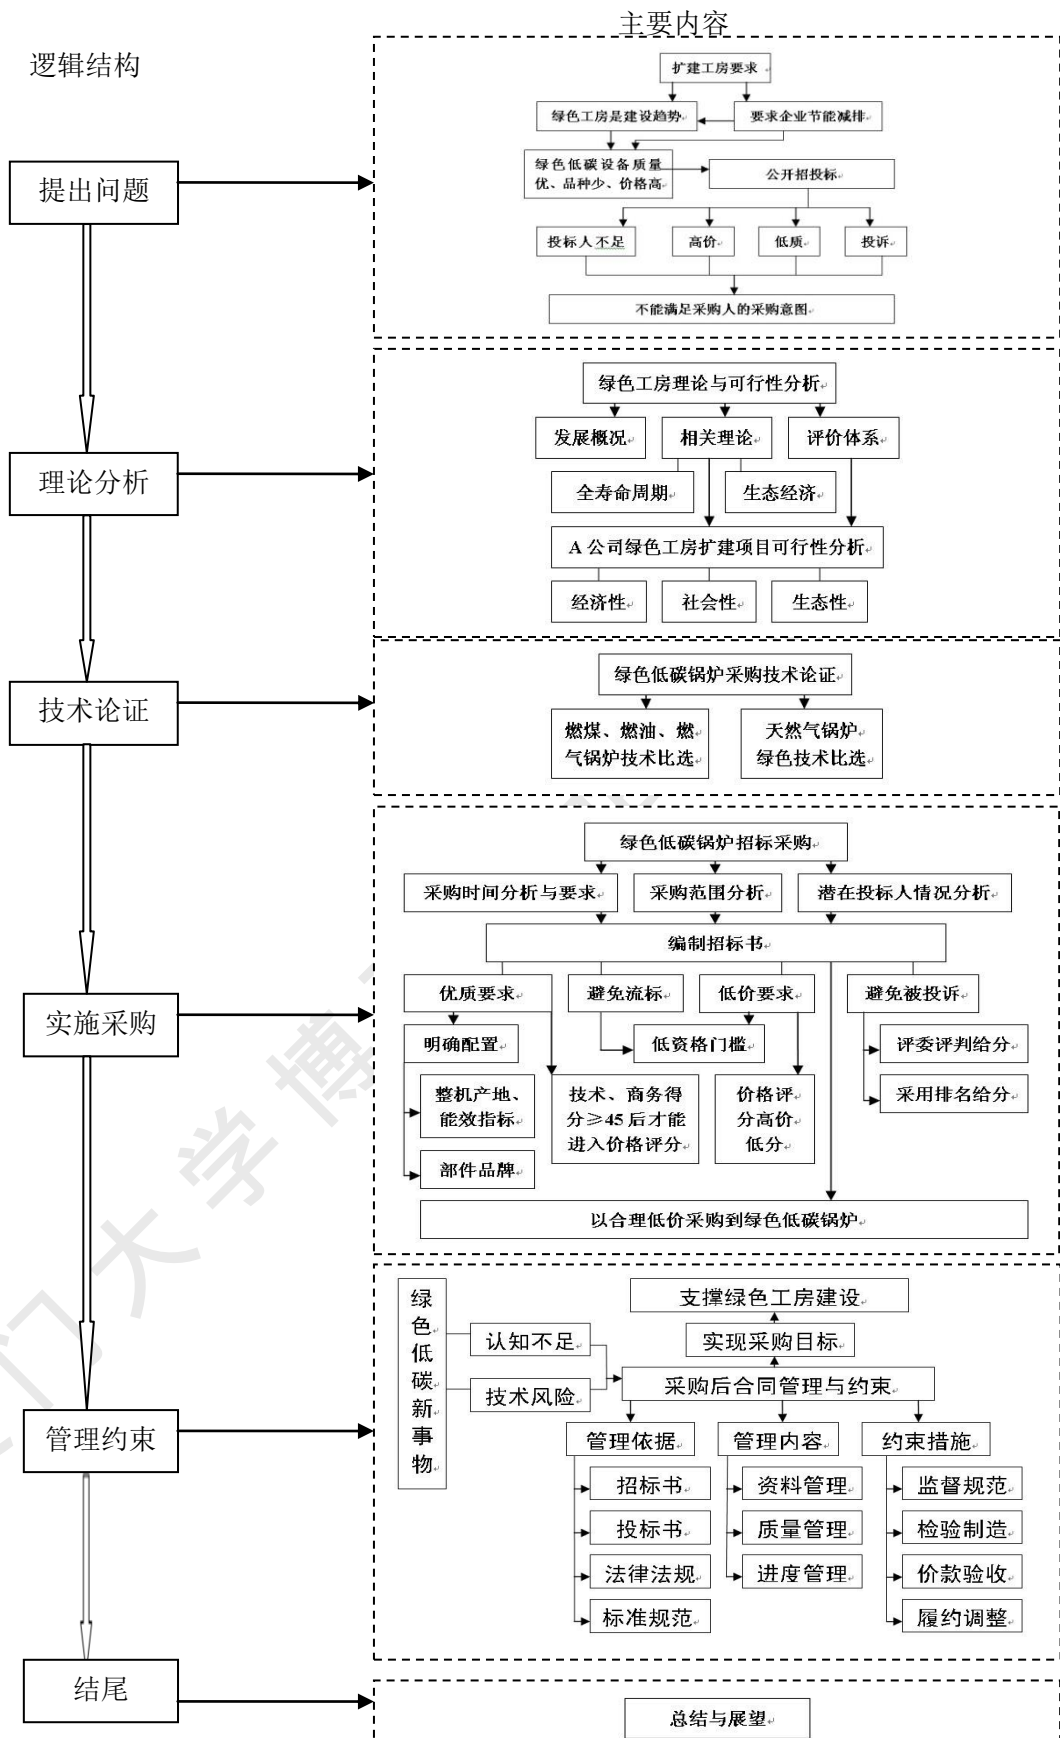 主要内容
逻辑结构
扩建工房要求
绿色工房是建设趋势
要求企业节能减排
提出问题
绿色低碳设备质量
优、品种少、价格高
公开招投标
投标人不足
高价
低质
投诉
不能满足采购人的采购意图
绿色工房理论与可行性分析
发展概况
相关理论
评价体系
理论分析
全寿命周期
生态经济
A 公司绿色工房扩建项目可行性分析
经济性
社会性
生态性
绿色低碳锅炉采购技术论证
技术论证
燃煤、燃油、燃
气锅炉技术比选
天然气锅炉
绿色技术比选
绿色低碳锅炉招标采购
采购时间分析与要求
采购范围分析
潜在投标人情况分析
编制招标书
实施采购
优质要求
避免流标
低价要求
避免被投诉
明确配置
低资格门槛
评委评判给分
整机产地、
能效指标
技术、商务得
分≥45 后才能
进入价格评分
价格评
分高价
低分
采用排名给分
部件品牌
以合理低价采购到绿色低碳锅炉
绿
色
低
碳
新
事
物
支撑绿色工房建设
认知不足
实现采购目标
技术风险
采购后合同管理与约束
管理约束
管理依据
管理内容
约束措施
招标书
资料管理
监督规范
投标书
质量管理
检验制造
法律法规
进度管理
价款验收
标准规范
履约调整
结尾
总结与展望
门大学博